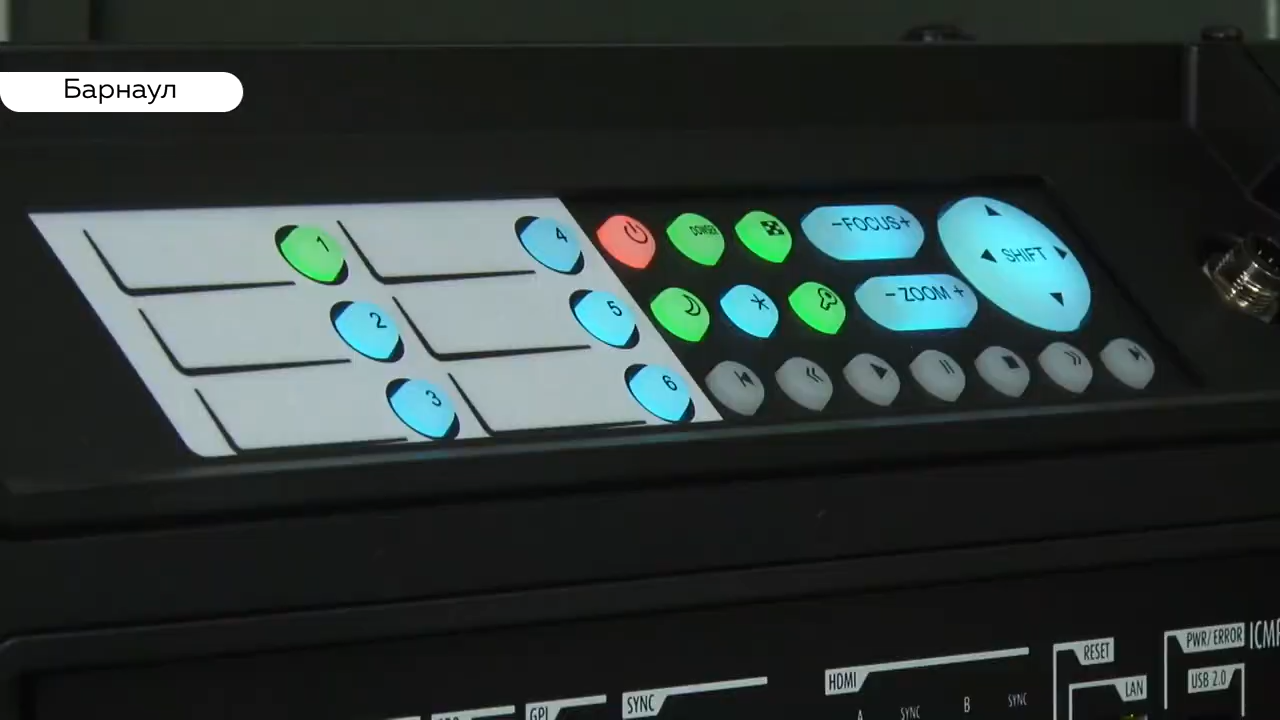 Барнаул
1
4
DOWSER
−FOCUS+
SHIFT
2
5
− ZOOM +
3
6
PWR/ERROR
RESET
USB 2.0
HDMI
LAN
SYNC
GPI
A
SYNC
B
SYNC